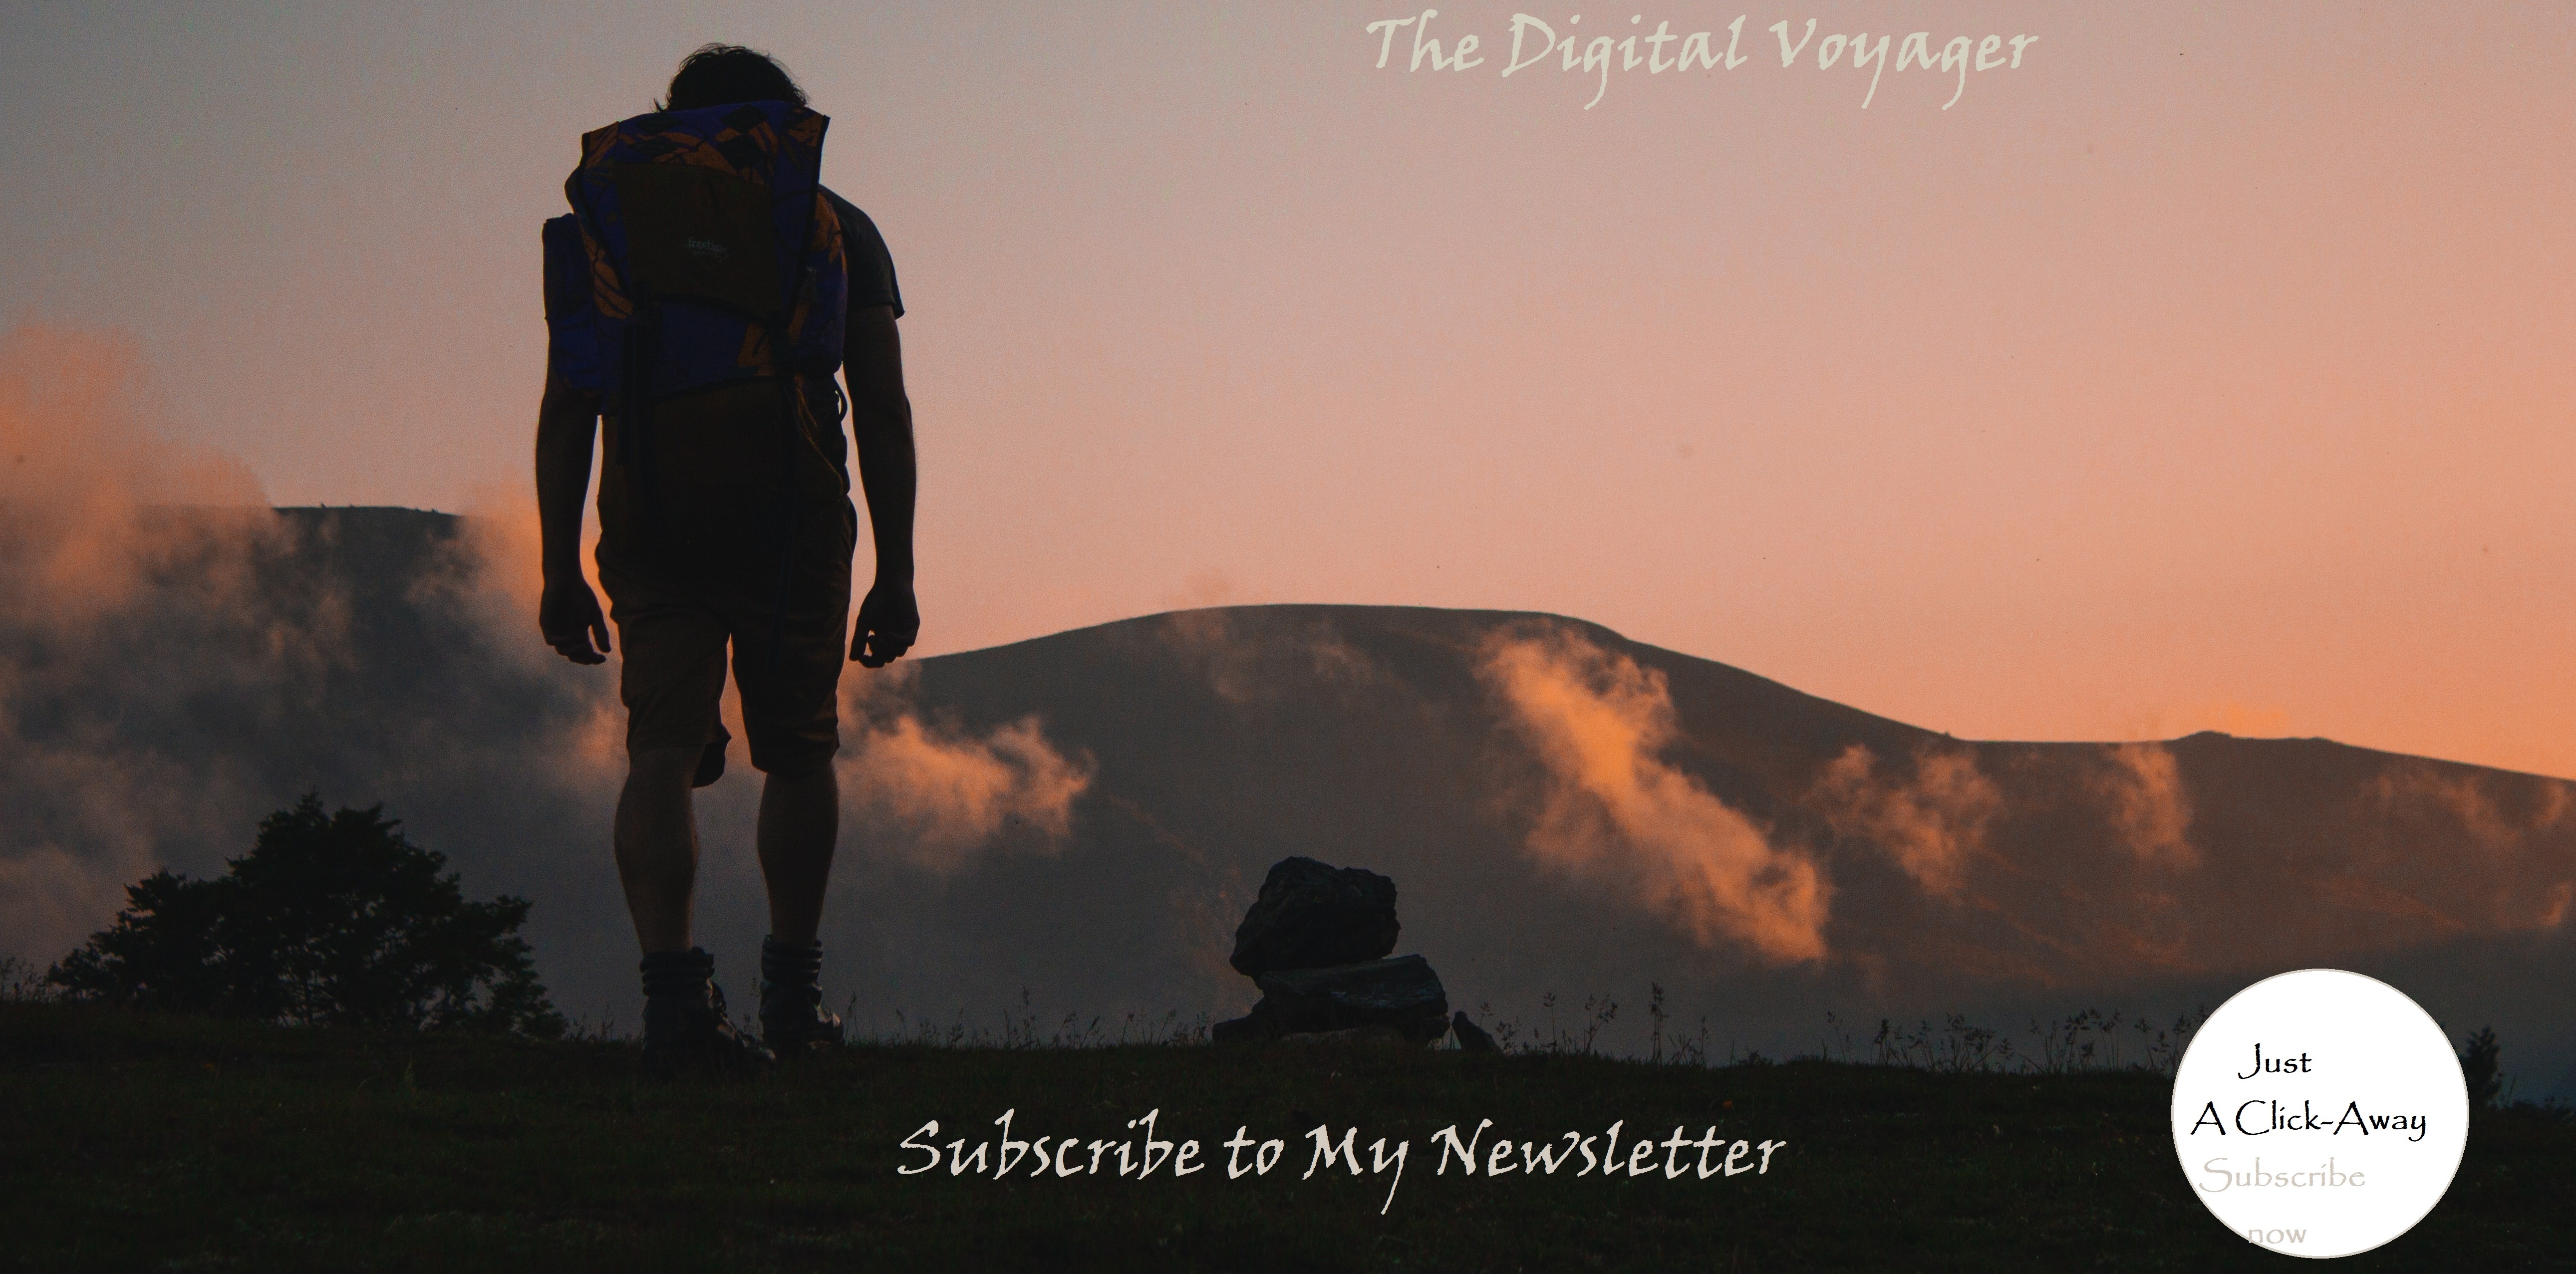 The Digital Voyager
Subscribe to My Newsletter
Just
A Click-Away
Subscribe
now